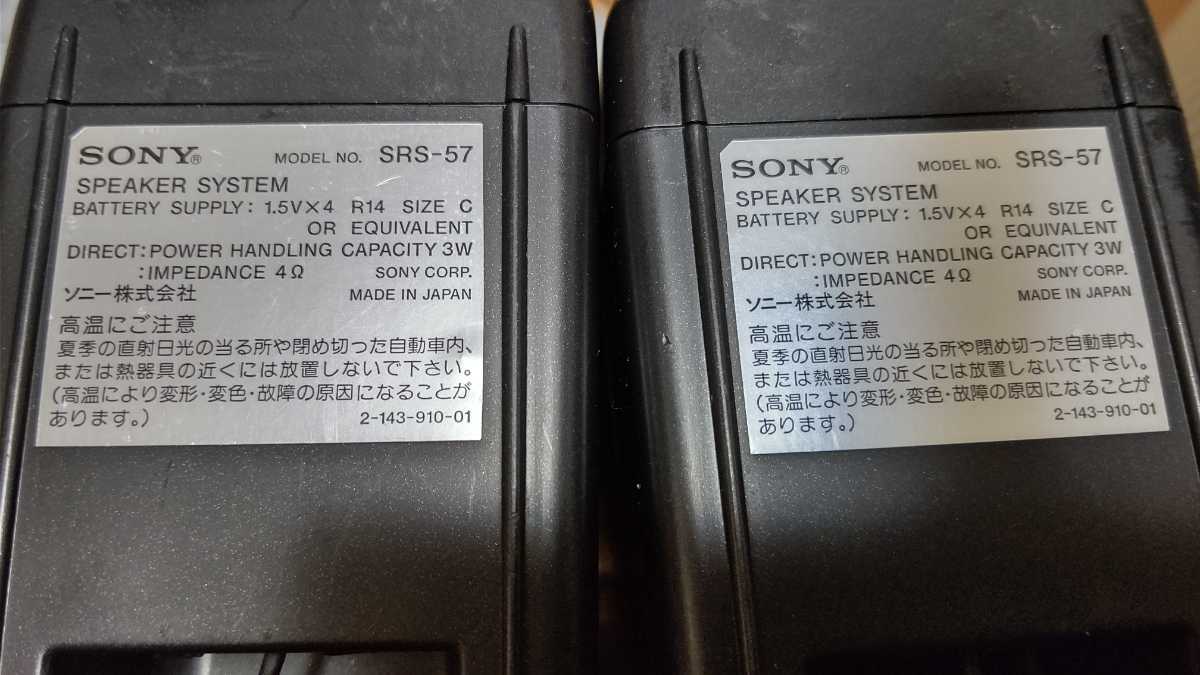 SONY® MODEL NO. SRS-57
SPEAKER SYSTEM
BATTERY SUPPLY: 1.5V×4 R14 SIZE C
OR EQUIVALENT
DIRECT:POWER HANDLING CAPACITY 3W
:IMPEDANCE 4Ω SONY CORP.
ソニー株式会社 MADE IN JAPAN
高温にご注意
夏季の直射日光の当る所や閉め切った自動車内、
または熱器具の近くには放置しないで下さい。
(高温により変形・変色・故障の原因になることが
あります。) 2-143-910-01
SONY® MODEL NO. SRS-57
SPEAKER SYSTEM
BATTERY SUPPLY: 1.5V×4 R14 SIZE C
OR EQUIVALENT
DIRECT:POWER HANDLING CAPACITY 3W
:IMPEDANCE 4Ω SONY CORP.
ソニー株式会社 MADE IN JAPAN
高温にご注意
夏季の直射日光の当る所や閉め切った自動車内、
または熱器具の近くには放置しないで下さい。
(高温により変形・変色・故障の原因になることが
あります。) 2-143-910-01